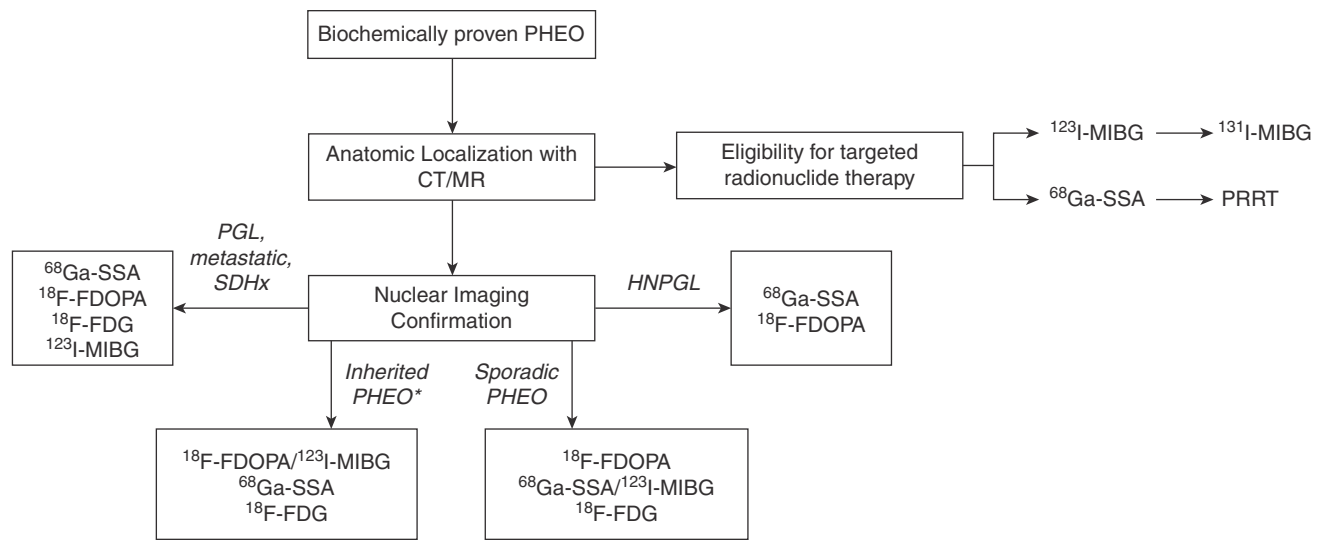 Biochemically proven PHEO
Anatomic Localization with
CT/MR
Eligibility for targeted
radionuclide therapy
¹²³I-MIBG
¹³¹I-MIBG
⁶⁸Ga-SSA
PRRT
PGL,
metastatic,
SDHx
⁶⁸Ga-SSA
¹⁸F-FDOPA
¹⁸F-FDG
¹²³I-MIBG
Nuclear Imaging
Confirmation
HNPGL
⁶⁸Ga-SSA
¹⁸F-FDOPA
Inherited
PHEO*
Sporadic
PHEO
¹⁸F-FDOPA/¹²³I-MIBG
⁶⁸Ga-SSA
¹⁸F-FDG
¹⁸F-FDOPA
⁶⁸Ga-SSA/¹²³I-MIBG
¹⁸F-FDG